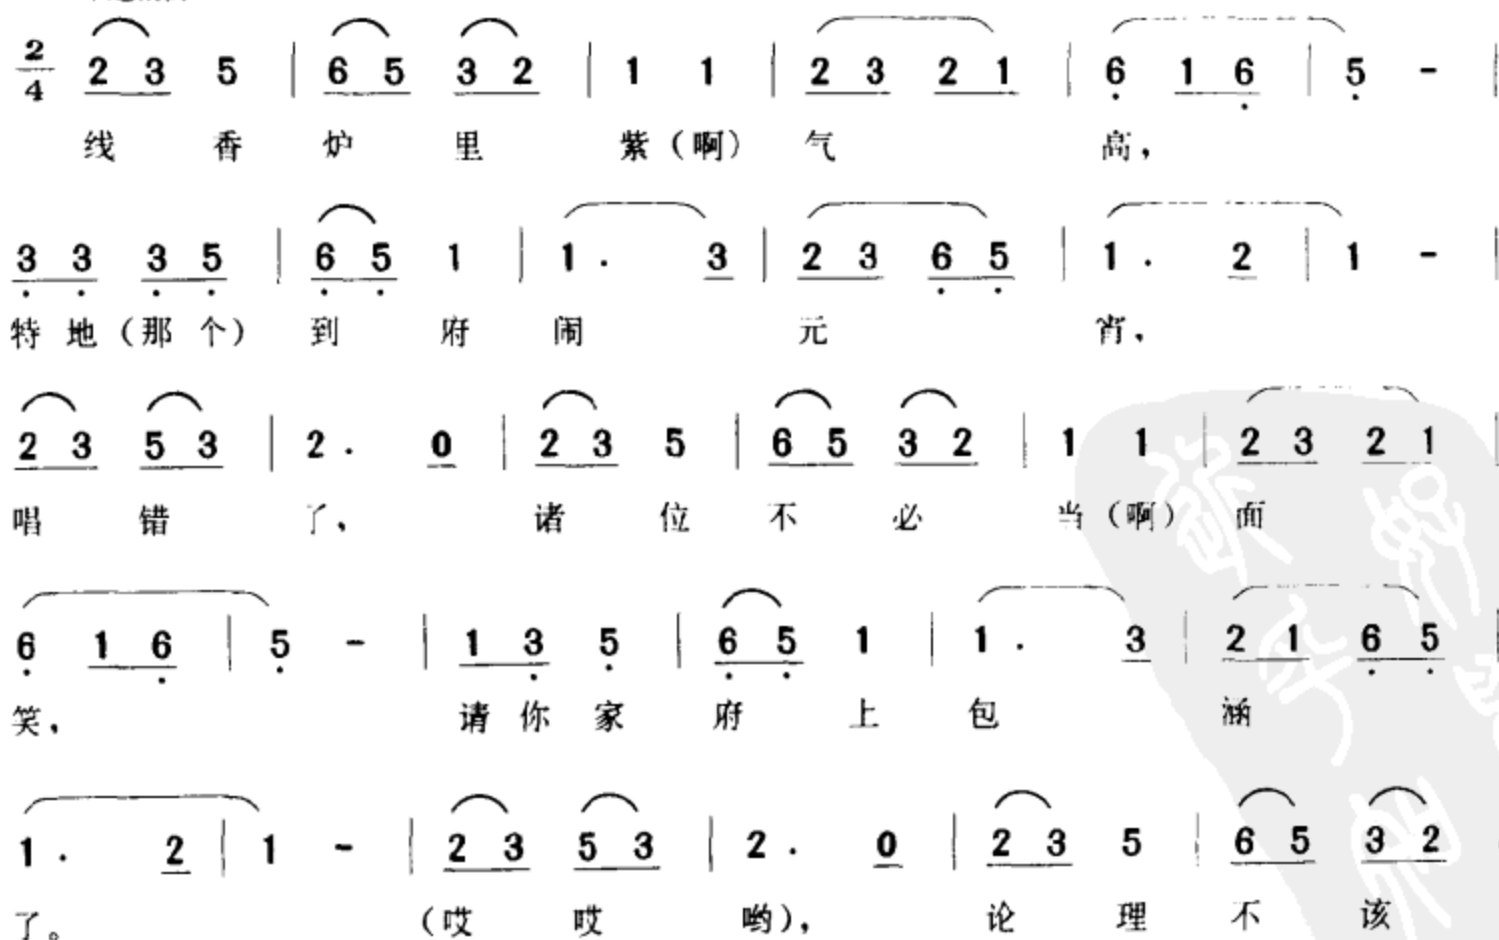 2/4 2 3 5 | 6 5 3 2 | 1 1 | 2 3 2 1 | 6 1 6 | 5 - |
线 香 炉 里 紫（啊）气 高，
3 3 3 5 | 6 5 1 | 1 . 3 | 2 3 6 5 | 1 . 2 | 1 - |
特 地（那 个）到 府 闹 元 宵，
2 3 5 3 | 2 . 0 | 2 3 5 | 6 5 3 2 | 1 1 | 2 3 2 1 |
唱 错 了，诸 位 不 必 当（啊）面
6 1 6 | 5 - | 1 3 5 | 6 5 1 | 1 . 3 | 2 1 6 5 |
笑，请 你 家 府 上 包 涵
1 . 2 | 1 - | 2 3 5 3 | 2 . 0 | 2 3 5 | 6 5 3 2
了。（哎 哎 哟），论 理 不 该